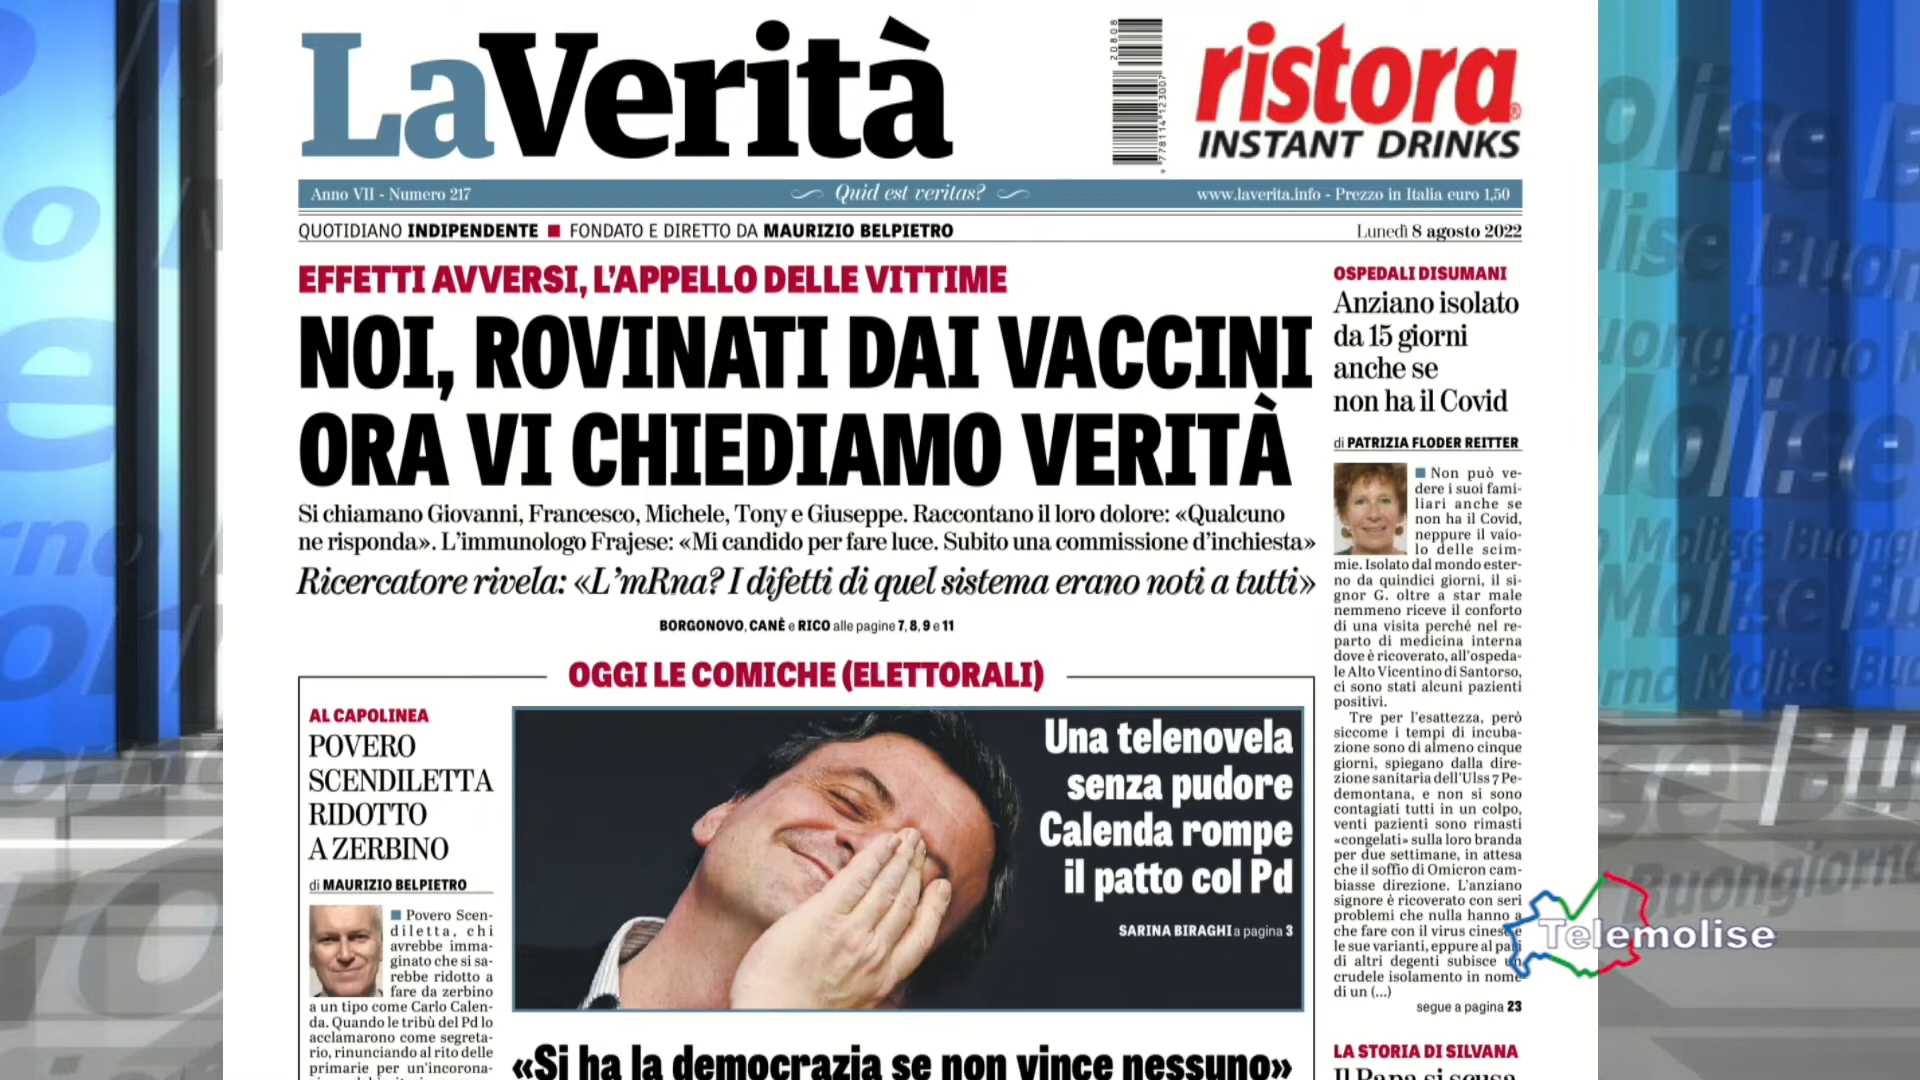 LaVerità
20808
9 778114 123007
ristora®
INSTANT DRINKS
Anno VII - Numero 217
Quid est veritas?
www.laverita.info - Prezzo in Italia euro 1,50
QUOTIDIANO INDIPENDENTE ■ FONDATO E DIRETTO DA MAURIZIO BELPIETRO
Lunedì 8 agosto 2022
EFFETTI AVVERSI, L'APPELLO DELLE VITTIME
NOI, ROVINATI DAI VACCINI
ORA VI CHIEDIAMO VERITÀ
Si chiamano Giovanni, Francesco, Michele, Tony e Giuseppe. Raccontano il loro dolore: «Qualcuno
ne risponda». L'immunologo Frajese: «Mi candido per fare luce. Subito una commissione d'inchiesta»
Ricercatore rivela: «L'mRna? I difetti di quel sistema erano noti a tutti»
BORGONOVO, CANÈ e RICO alle pagine 7, 8, 9 e 11
OGGI LE COMICHE (ELETTORALI)
AL CAPOLINEA
POVERO
SCENDILETTA
RIDOTTO
A ZERBINO
di MAURIZIO BELPIETRO
■ Povero Scen-
diletta, chi
avrebbe imma-
ginato che si sa-
rebbe ridotto a
fare da zerbino
a un tipo come Carlo Calen-
da. Quando le tribù del Pd lo
acclamarono come segreta-
rio, rinunciando al rito delle
primarie per un'incorona-
Una telenovela
senza pudore
Calenda rompe
il patto col Pd
SARINA BIRAGHI a pagina 3
«Si ha la democrazia se non vince nessuno»
OSPEDALI DISUMANI
Anziano isolato
da 15 giorni
anche se
non ha il Covid
di PATRIZIA FLODER REITTER
■ Non può ve-
dere i suoi fami-
liari anche se
non ha il Covid,
neppure il vaio-
lo delle scim-
mie. Isolato dal mondo ester-
no da quindici giorni, il si-
gnor G. oltre a star male
nemmeno riceve il conforto
di una visita perché nel re-
parto di medicina interna
dove è ricoverato, all'ospeda-
le Alto Vicentino di Santorso,
ci sono stati alcuni pazienti
positivi.
Tre per l'esattezza, però
siccome i tempi di incuba-
zione sono di almeno cinque
giorni, spiegano dalla dire-
zione sanitaria dell'Ulss 7 Pe-
demontana, e non si sono
contagiati tutti in un colpo,
venti pazienti sono rimasti
«congelati» sulla loro branda
per due settimane, in attesa
che il soffio di Omicron cam-
biasse direzione. L'anziano
signore è ricoverato con seri
problemi che nulla hanno a
che fare con il virus cinese e
le sue varianti, eppure al pari
di altri degenti subisce un
crudele isolamento in nome
di un (...)
segue a pagina 23
LA STORIA DI SILVANA
Il Papa si scusa
Telemolise